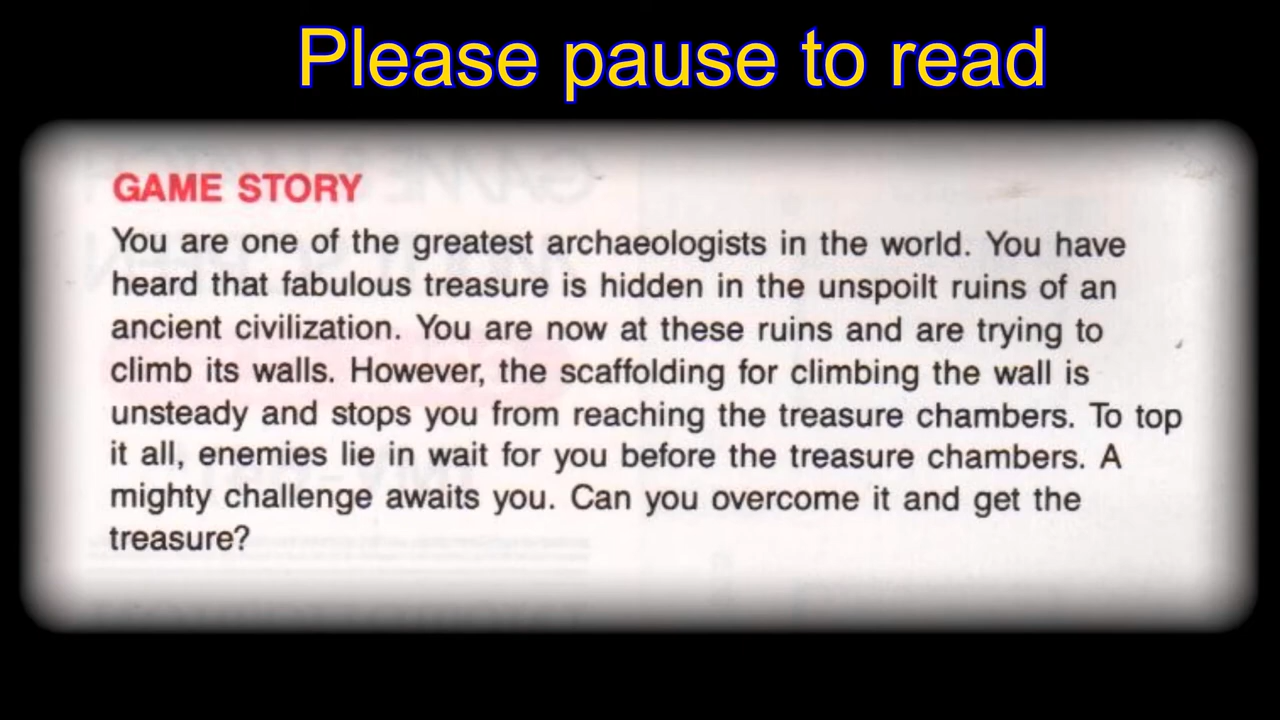 Please pause to read
GAME STORY
You are one of the greatest archaeologists in the world. You have
heard that fabulous treasure is hidden in the unspoilt ruins of an
ancient civilization. You are now at these ruins and are trying to
climb its walls. However, the scaffolding for climbing the wall is
unsteady and stops you from reaching the treasure chambers. To top
it all, enemies lie in wait for you before the treasure chambers. A
mighty challenge awaits you. Can you overcome it and get the
treasure?